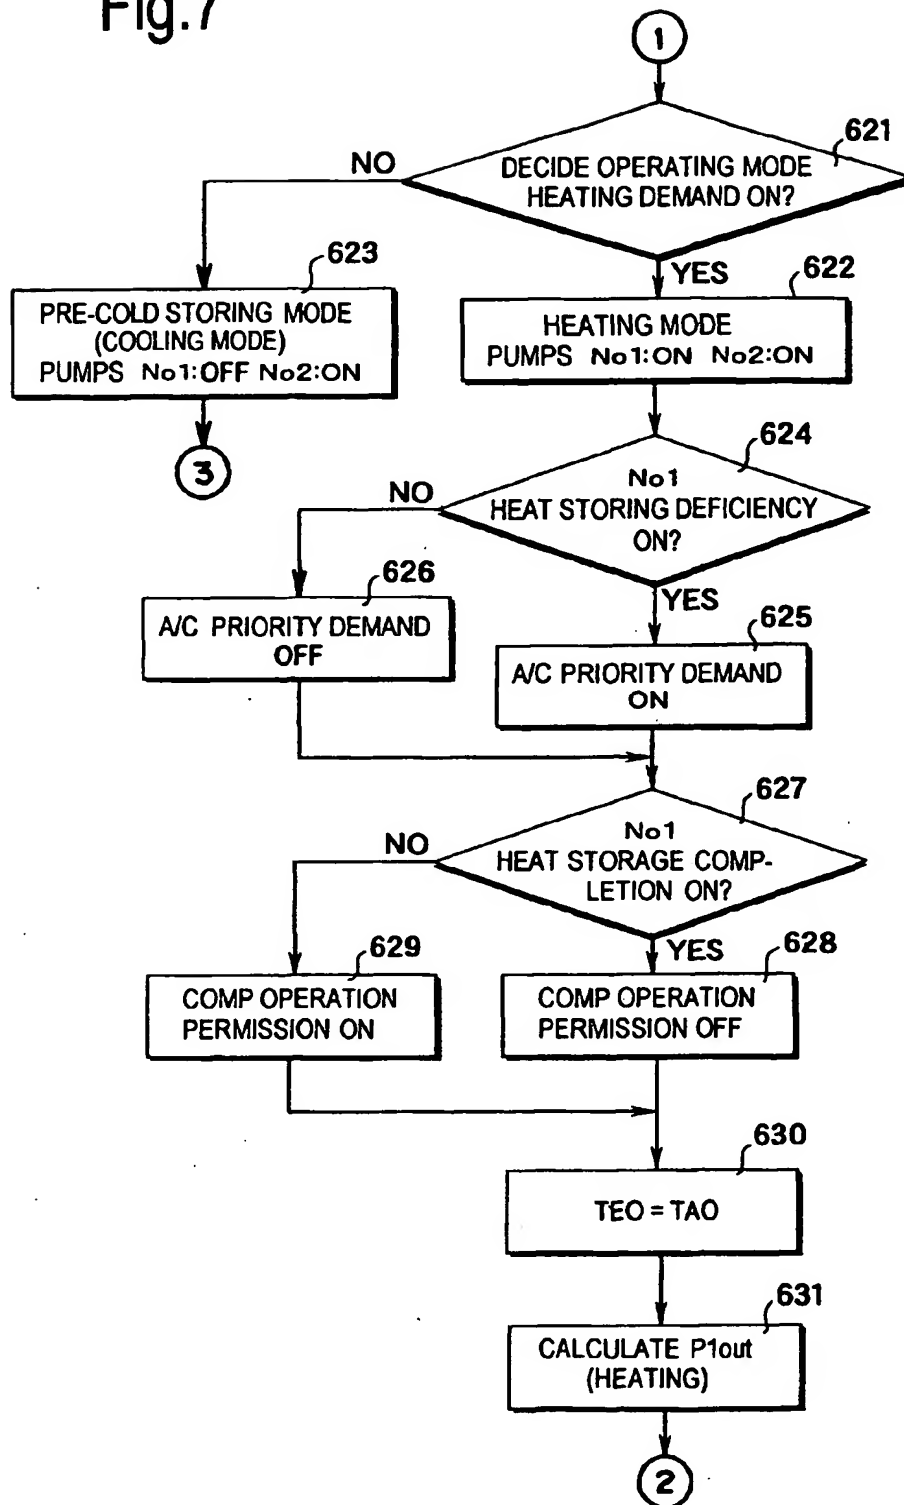 Fig.7
1
621
DECIDE OPERATING MODE
HEATING DEMAND ON?
NO
YES
623
PRE-COLD STORING MODE
(COOLING MODE)
PUMPS No1:OFF No2:ON
3
622
HEATING MODE
PUMPS No1:ON No2:ON
624
No1
HEAT STORING DEFICIENCY
ON?
NO
YES
626
A/C PRIORITY DEMAND
OFF
625
A/C PRIORITY DEMAND
ON
627
No1
HEAT STORAGE COMP-
LETION ON?
NO
YES
629
COMP OPERATION
PERMISSION ON
628
COMP OPERATION
PERMISSION OFF
630
TEO = TAO
631
CALCULATE P1out
(HEATING)
2